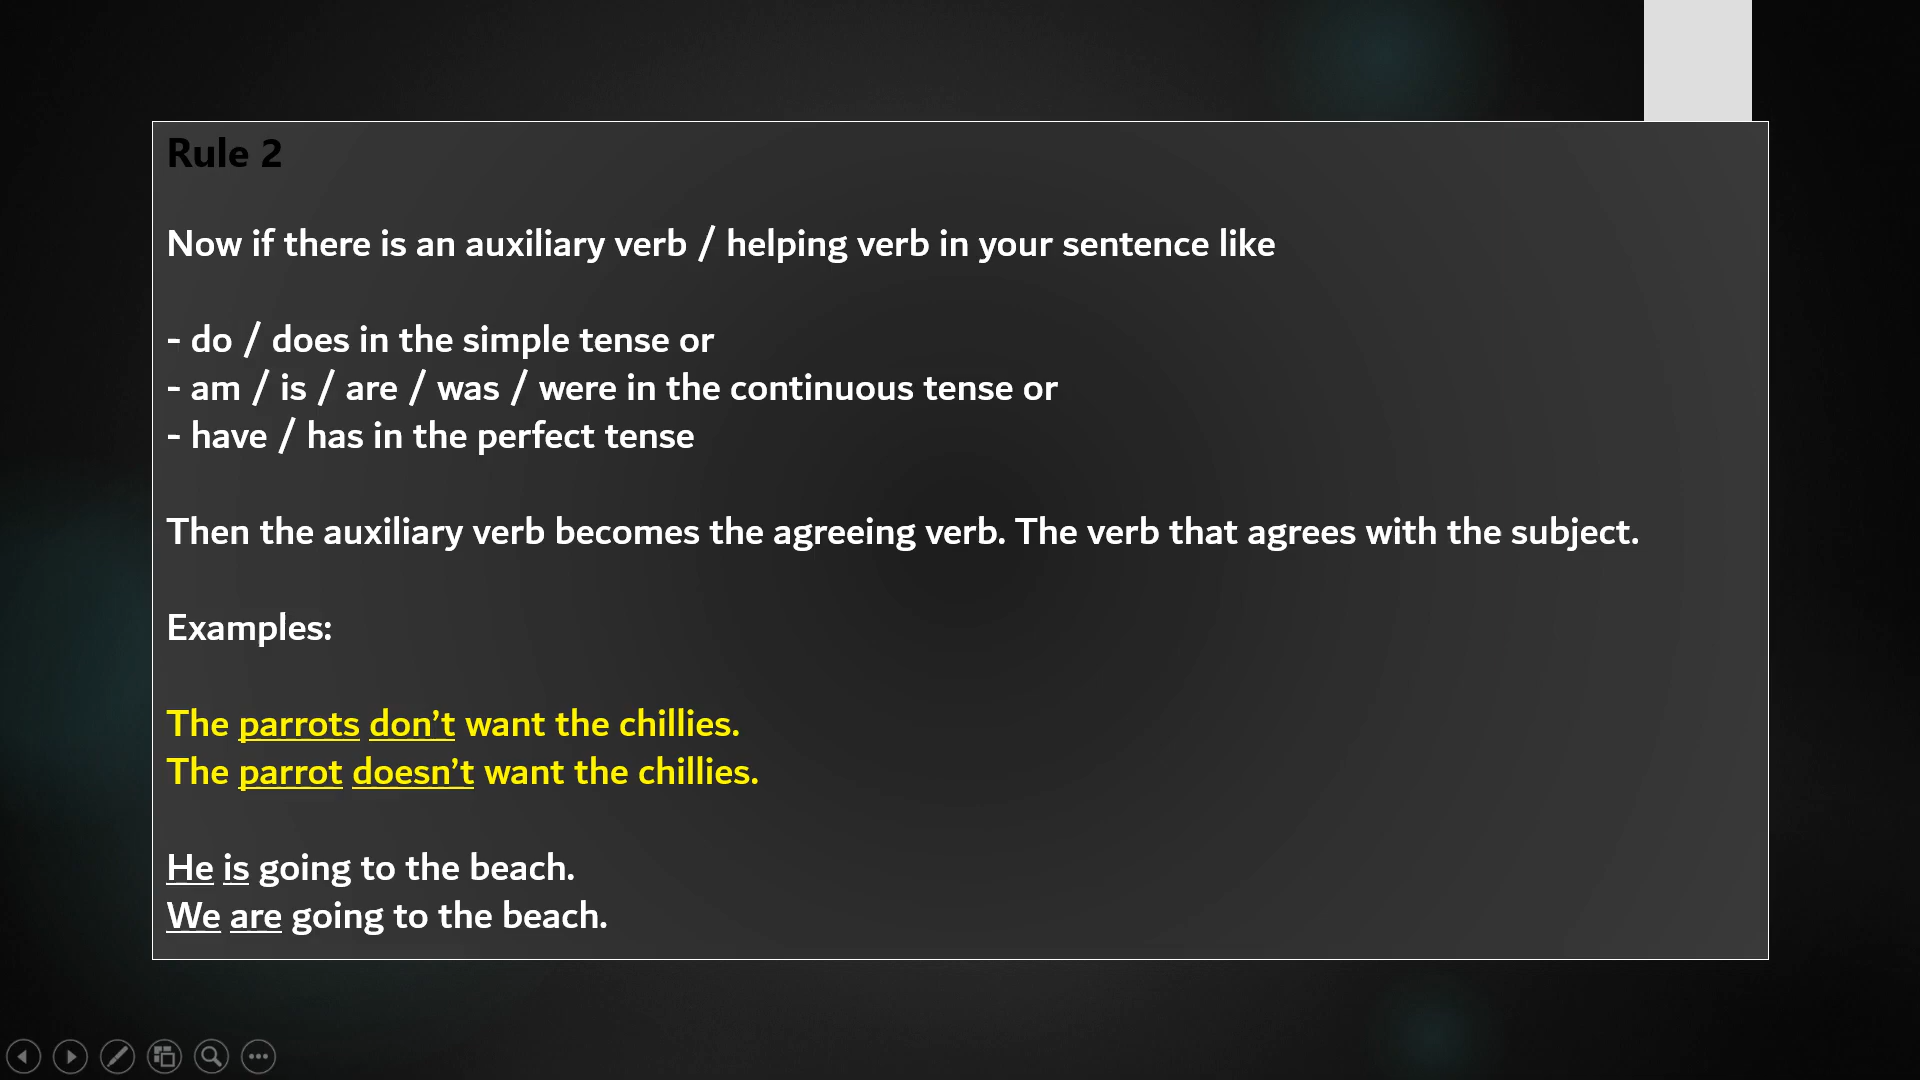 Rule 2
Now if there is an auxiliary verb / helping verb in your sentence like
- do / does in the simple tense or
- am / is / are / was / were in the continuous tense or
- have / has in the perfect tense
Then the auxiliary verb becomes the agreeing verb. The verb that agrees with the subject.
Examples:
The parrots don’t want the chillies.
The parrot doesn’t want the chillies.
He is going to the beach.
We are going to the beach.